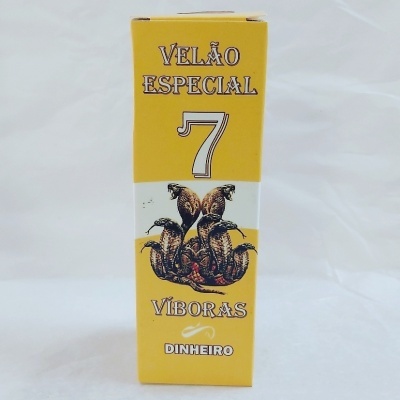 VELÃO
ESPECIAL
7
VÍBORAS
DINHEIRO